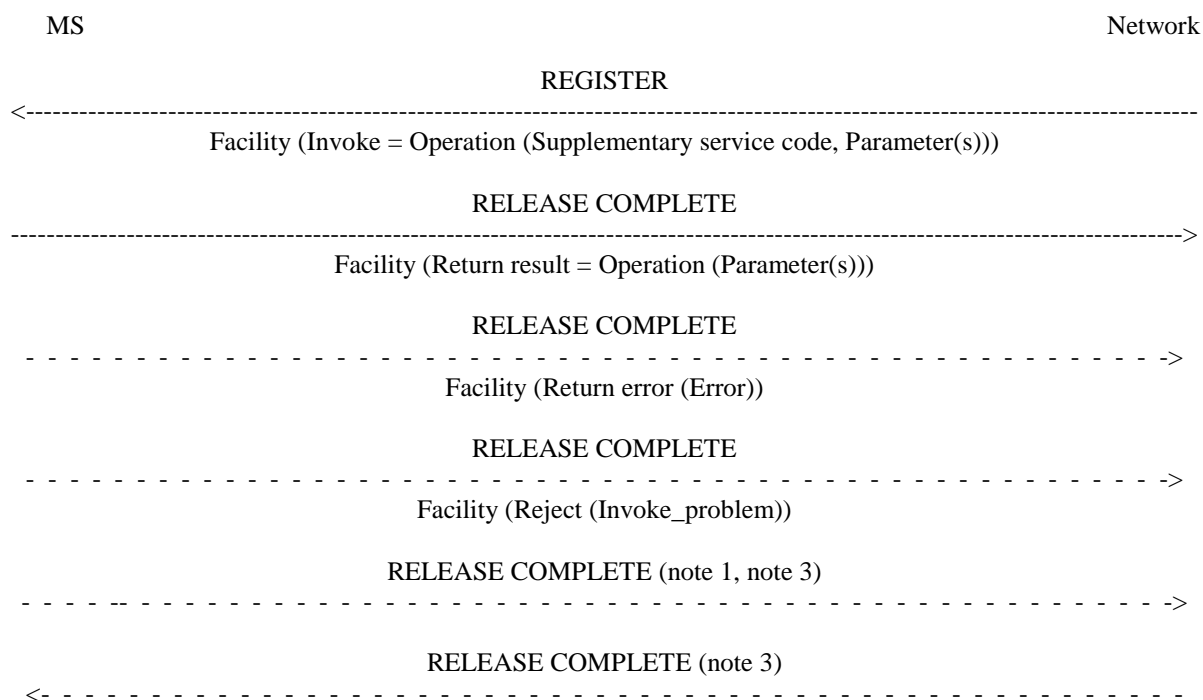 MS Network
REGISTER
<------------------------------------------------------------------------------------------------------------------------------------
Facility (Invoke = Operation (Supplementary service code, Parameter(s)))
RELEASE COMPLETE
------------------------------------------------------------------------------------------------------------------------------------>
Facility (Return result = Operation (Parameter(s)))
RELEASE COMPLETE
- - - - - - - - - - - - - - - - - - - - - - - - - - - - - - - - - - - - - - - - - - - - - - - - - - - ->
Facility (Return error (Error))
RELEASE COMPLETE
- - - - - - - - - - - - - - - - - - - - - - - - - - - - - - - - - - - - - - - - - - - - - - - - - - - ->
Facility (Reject (Invoke_problem))
RELEASE COMPLETE (note 1, note 3)
- - - - -- - - - - - - - - - - - - - - - - - - - - - - - - - - - - - - - - - - - - - - - - - - - - - - ->
RELEASE COMPLETE (note 3)
<- - - - - - - - - - - - - - - - - - - - - - - - - - - - - - - - - - - - - - - - - - - - - - - - - - - -